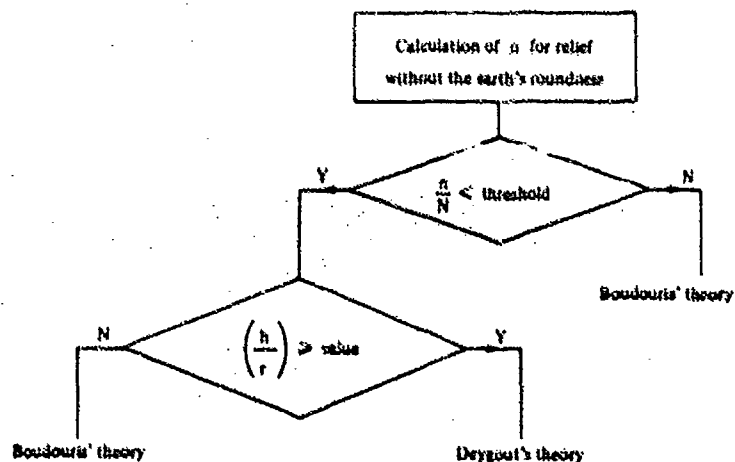 Calculation of n for relief
without the earth's roundness
Y
N
n/N ⩽ threshold
Boudouris' theory
N
(h/r) ⩾ value
Y
Boudouris' theory
Deygout's theory